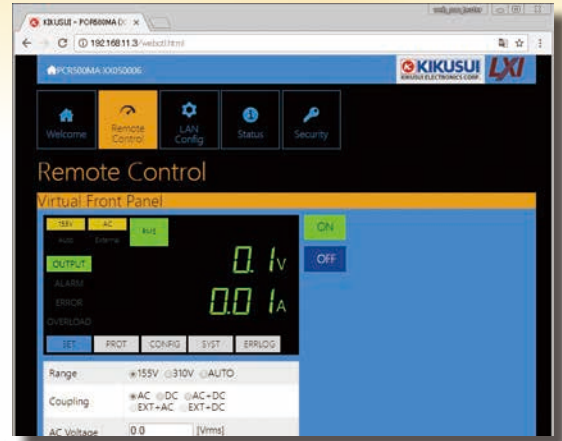 KIKUSUI - PCR500MA DC
192.168.11.3/webctl.html
PCR500MA XX050006
KIKUSUI
KIKUSUI ELECTRONICS CORP.
LXI
Welcome
Remote Control
LAN Config
Status
Security
Remote Control
Virtual Front Panel
155V AC RMS
Auto External
OUTPUT
ALARM
ERROR
OVERLOAD
0.1V
0.01A
ON
OFF
SET PROT CONFIG SYST ERRLOG
Range 155V 310V AUTO
Coupling AC DC AC+DC
EXT+AC EXT+DC
AC Voltage 0.0 [Vrms]